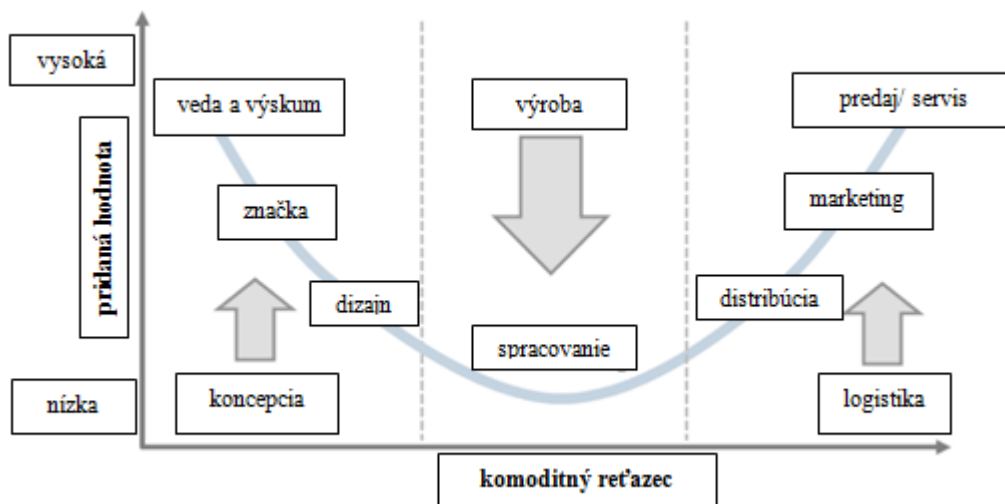 vysoká
veda a výskum
výroba
predaj/ servis
pridaná hodnota
značka
marketing
dizajn
distribúcia
spracovanie
nízka
koncepcia
logistika
komoditný reťazec